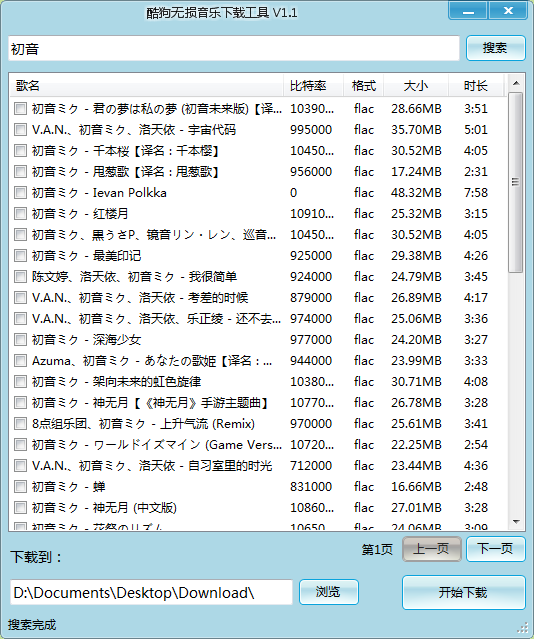 酷狗无损音乐下载工具 V1.1
初音 搜索
歌名 比特率 格式 大小 时长
初音ミク - 君の夢は私の夢 (初音未来版)【译... 10390... flac 28.66MB 3:51
V.A.N.、初音ミク、洛天依 - 宇宙代码 995000 flac 35.70MB 5:01
初音ミク - 千本桜【译名：千本樱】 10450... flac 30.52MB 4:05
初音ミク - 甩葱歌【译名：甩葱歌】 956000 flac 17.24MB 2:31
初音ミク - Ievan Polkka 0 flac 48.32MB 7:58
初音ミク - 红楼月 10910... flac 25.32MB 3:15
初音ミク、黒うさP、镜音リン・レン、巡音... 10450... flac 30.52MB 4:05
初音ミク - 最美印记 925000 flac 29.38MB 4:26
陈文婷、洛天依、初音ミク - 我很简单 924000 flac 24.79MB 3:45
V.A.N.、初音ミク、洛天依 - 考差的时候 879000 flac 26.89MB 4:17
V.A.N.、初音ミク、洛天依、乐正绫 - 还不去... 974000 flac 25.06MB 3:36
初音ミク - 深海少女 977000 flac 24.20MB 3:27
Azuma、初音ミク - あなたの歌姫【译名：... 944000 flac 23.99MB 3:33
初音ミク - 架向未来的虹色旋律 10380... flac 30.71MB 4:08
初音ミク - 神无月【《神无月》手游主题曲】 10770... flac 26.78MB 3:28
8点组乐团、初音ミク - 上升气流 (Remix) 970000 flac 25.61MB 3:41
初音ミク - ワールドイズマイン (Game Vers... 10720... flac 22.25MB 2:54
V.A.N.、初音ミク、洛天依 - 自习室里的时光 712000 flac 23.44MB 4:36
初音ミク - 蝉 831000 flac 16.66MB 2:48
初音ミク - 神无月 (中文版) 10860... flac 27.01MB 3:28
初音ミク - 花祭のリズム 10650... flac 24.06MB 3:09
第1页 上一页 下一页
下载到：
D:\Documents\Desktop\Download\ 浏览 开始下载
搜索完成